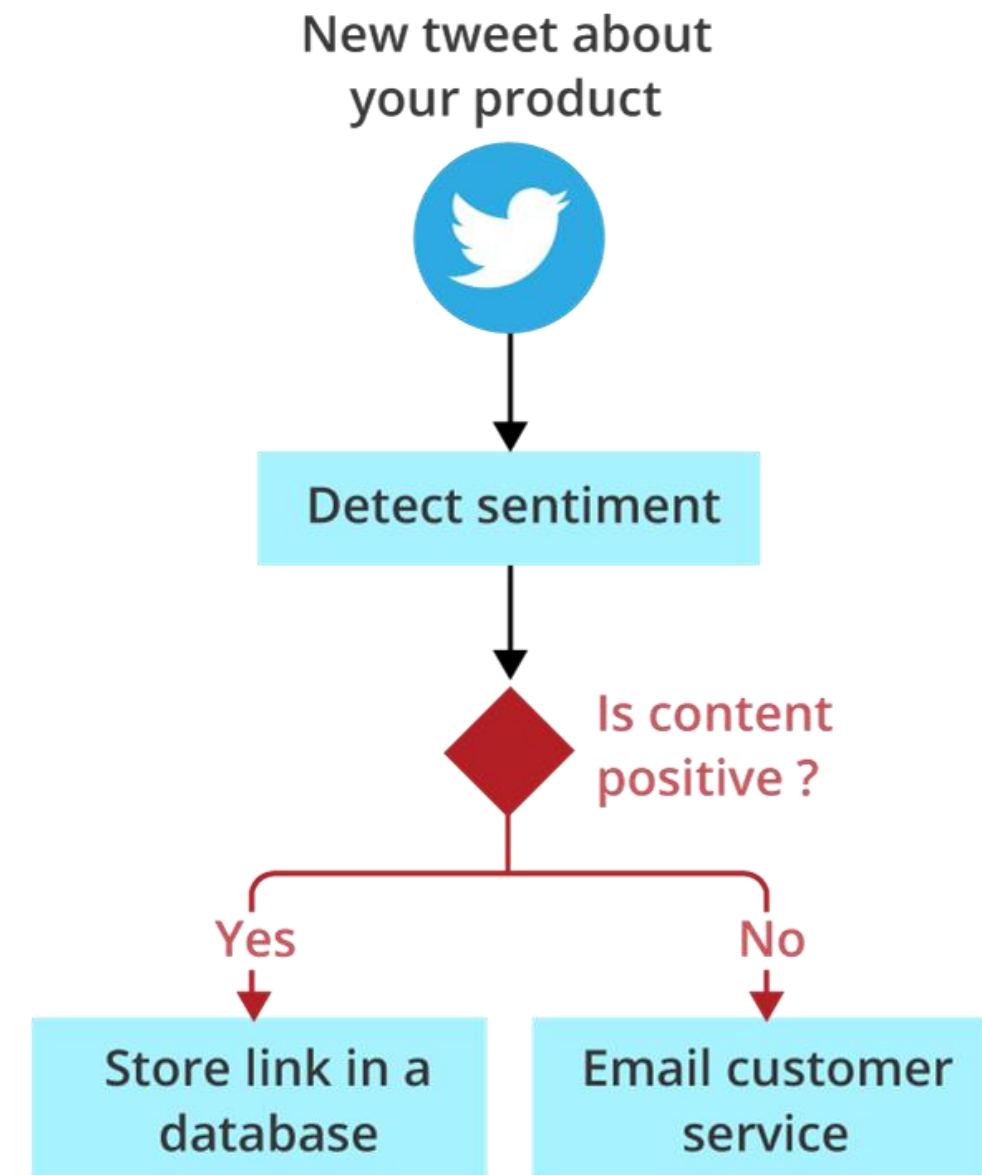 New tweet about
your product
Detect sentiment
Is content
positive ?
Yes
No
Store link in a
database
Email customer
service